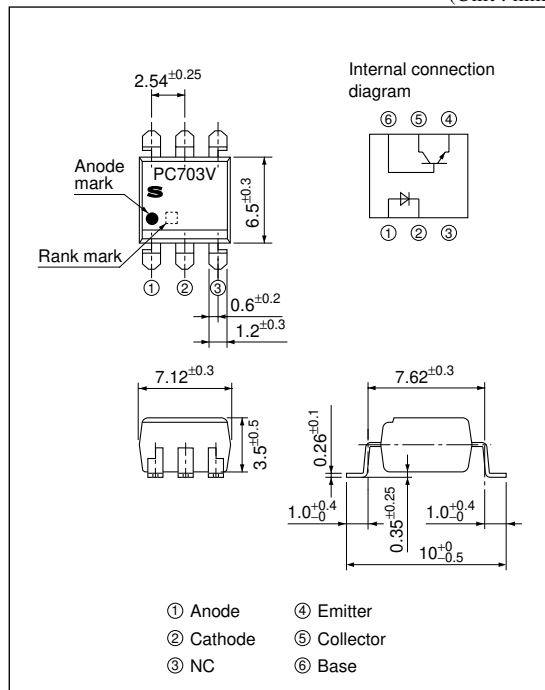 2.54±0.25
Internal connection
diagram
⑥ ⑤ ④
Anode
mark
PC703V
6.5±0.3
Rank mark
① ② ③
① ② ③
0.6±0.2
1.2±0.3
7.12±0.3
7.62±0.3
3.5±0.5
0.26±0.1
1.0+0.4 −0
0.35±0.25
1.0+0.4 −0
10+0 −0.5
① Anode ④ Emitter
② Cathode ⑤ Collector
③ NC ⑥ Base